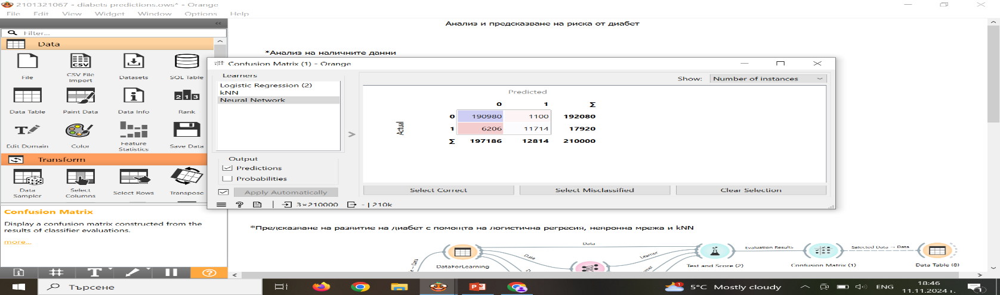 2101321067 - diabets predictions.ows* - Orange
File Edit View Widget Window Options Help
Filter...
Data
File
CSV File Import
Datasets
SQL Table
Data Table
Paint Data
Data Info
Rank
Edit Domain
Color
Feature Statistics
Save Data
Transform
Data Sampler
Select Columns
Select Rows
Transpose
Confusion Matrix
Display a confusion matrix constructed from the
results of classifier evaluations.
more...
Анализ и предсказване на риска от диабет
*Анализ на наличните данни
Confusion Matrix (1) - Orange
Learners
Logistic Regression (2)
kNN
Neural Network
Output
Predictions
Probabilities
Apply Automatically
3×210000 - | 210k
Show: Number of instances
Predicted
0 1 Σ
Actual
0 190980 1100 192080
1 6206 11714 17920
Σ 197186 12814 210000
Select Correct Select Misclassified Clear Selection
*Предсказване на развитие на диабет с помощта на логистична регресия, невронна мрежа и kNN
Data
Data
Learner
Evaluation Results
Selected Data → Data
DataForLearning
Test and Score (2)
Confusion Matrix (1)
Data Table (8)
Търсене
5°C Mostly cloudy
ENG
18:46
11.11.2024 г.
1